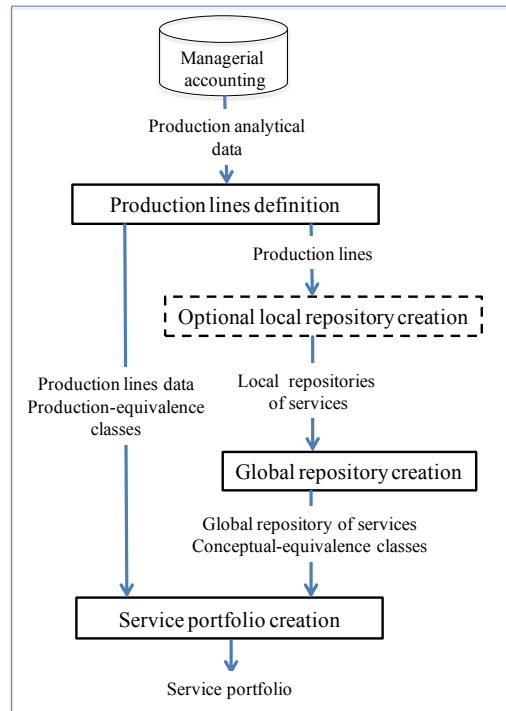 Managerial
accounting
Production analytical
data
Production lines definition
Production lines
Optional local repository creation
Production lines data
Production-equivalence
classes
Local repositories
of services
Global repository creation
Global repository of services
Conceptual-equivalence classes
Service portfolio creation
Service portfolio